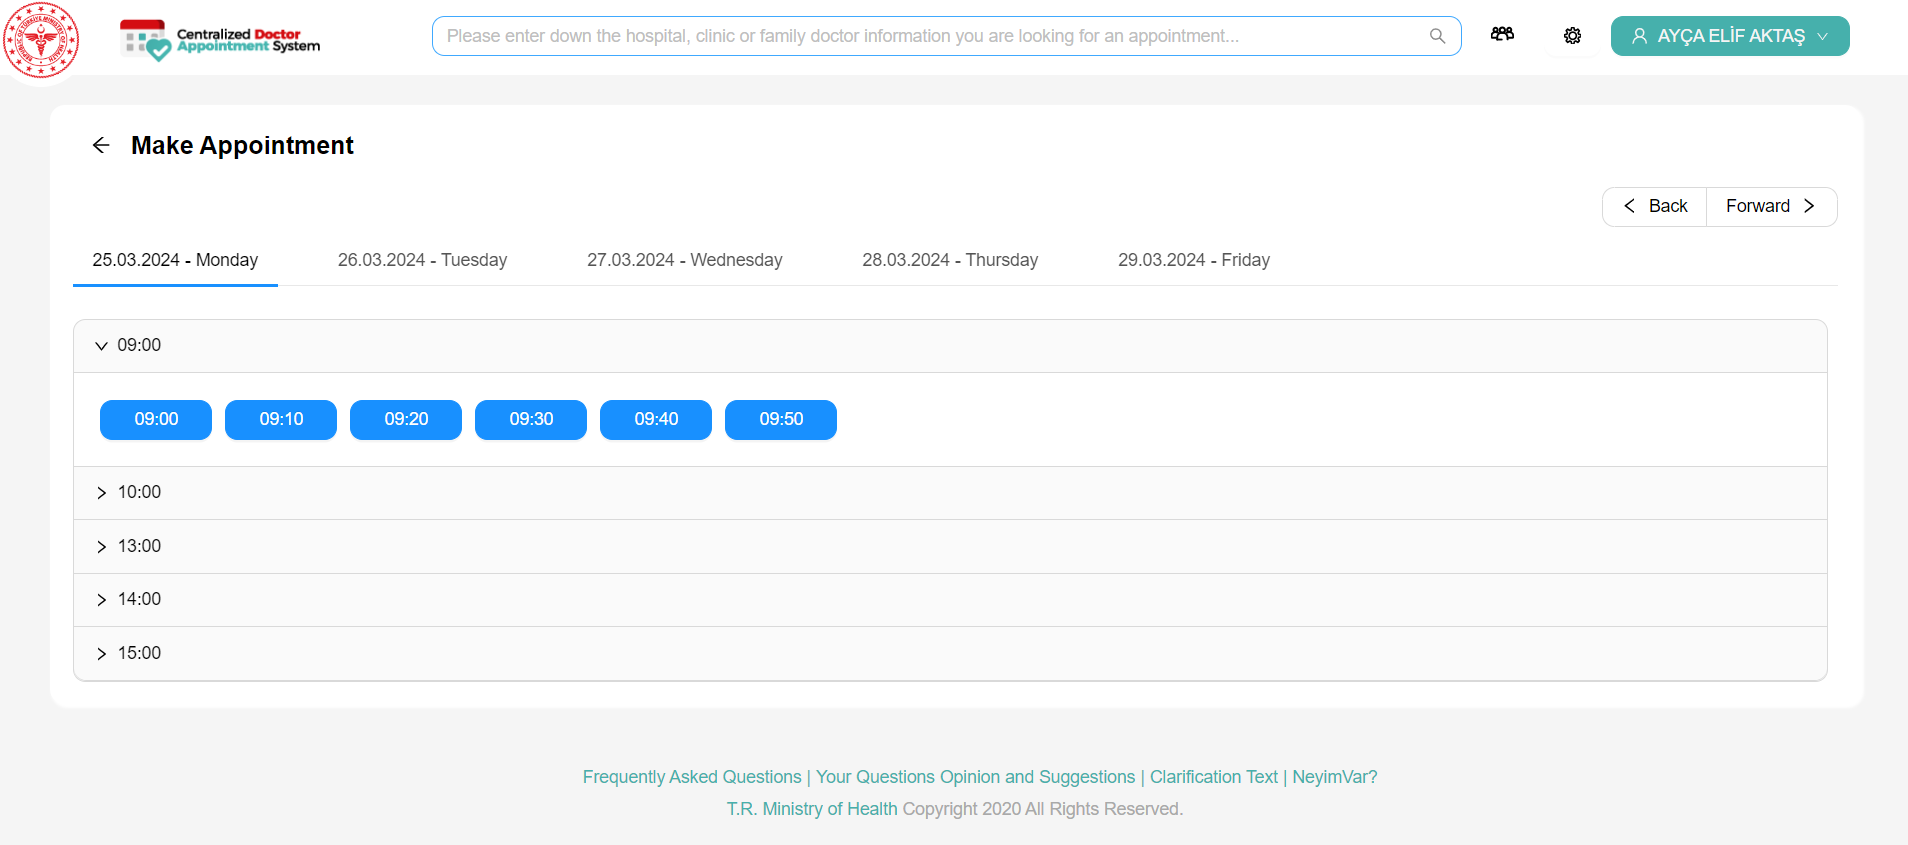 Centralized Doctor
Appointment System
Please enter down the hospital, clinic or family doctor information you are looking for an appointment...
AYÇA ELİF AKTAŞ
Make Appointment
Back
Forward
25.03.2024 - Monday
26.03.2024 - Tuesday
27.03.2024 - Wednesday
28.03.2024 - Thursday
29.03.2024 - Friday
09:00
09:00
09:10
09:20
09:30
09:40
09:50
10:00
13:00
14:00
15:00
Frequently Asked Questions | Your Questions Opinion and Suggestions | Clarification Text | NeyimVar?
T.R. Ministry of Health Copyright 2020 All Rights Reserved.